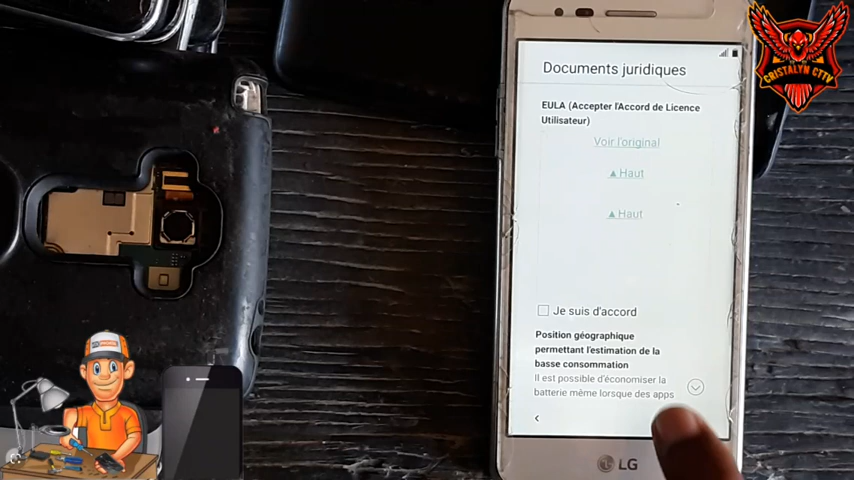 CRISTALYN CTTV
Documents juridiques
EULA (Accepter l'Accord de Licence
Utilisateur)
Voir l'original
▲Haut
▲Haut
Je suis d'accord
Position géographique
permettant l'estimation de la
basse consommation
Il est possible d'économiser la
batterie même lorsque des apps
LG